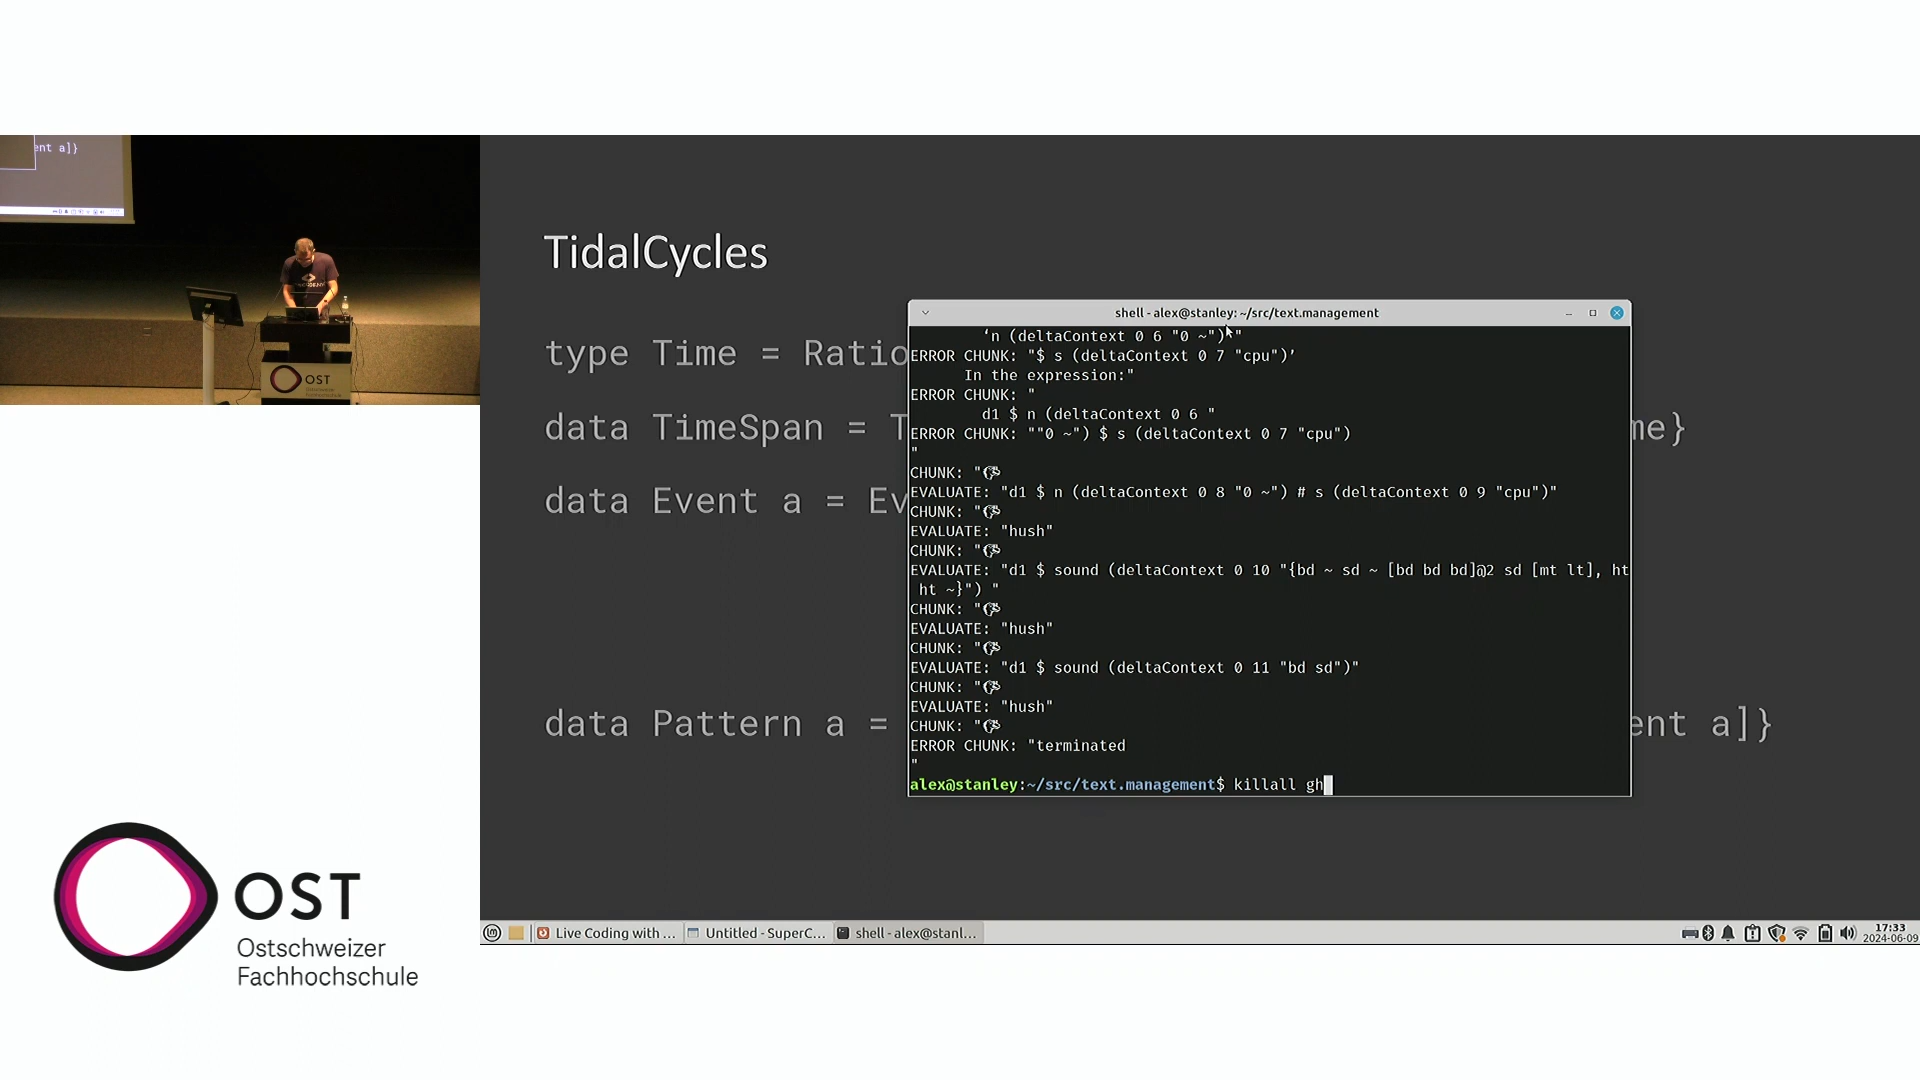 ent a]}
OST
TidalCycles
type Time = Ratio
data TimeSpan = T
me}
data Event a = Ev
data Pattern a =
ent a]}
shell - alex@stanley: ~/src/text.management
‘n (deltaContext 0 6 "0 ~")"
ERROR CHUNK: "$ s (deltaContext 0 7 "cpu")’
In the expression:"
ERROR CHUNK: "
d1 $ n (deltaContext 0 6 "
ERROR CHUNK: ""0 ~") $ s (deltaContext 0 7 "cpu")
"
CHUNK: "
EVALUATE: "d1 $ n (deltaContext 0 8 "0 ~") # s (deltaContext 0 9 "cpu")"
CHUNK: "
EVALUATE: "hush"
CHUNK: "
EVALUATE: "d1 $ sound (deltaContext 0 10 "{bd ~ sd ~ [bd bd bd]@2 sd [mt lt], ht
ht ~}") "
CHUNK: "
EVALUATE: "hush"
CHUNK: "
EVALUATE: "d1 $ sound (deltaContext 0 11 "bd sd")"
CHUNK: "
EVALUATE: "hush"
CHUNK: "
ERROR CHUNK: "terminated
"
alex@stanley:~/src/text.management$ killall gh
Live Coding with ...
Untitled - SuperC...
shell - alex@stanl...
17:33
2024-06-09
OST
Ostschweizer
Fachhochschule